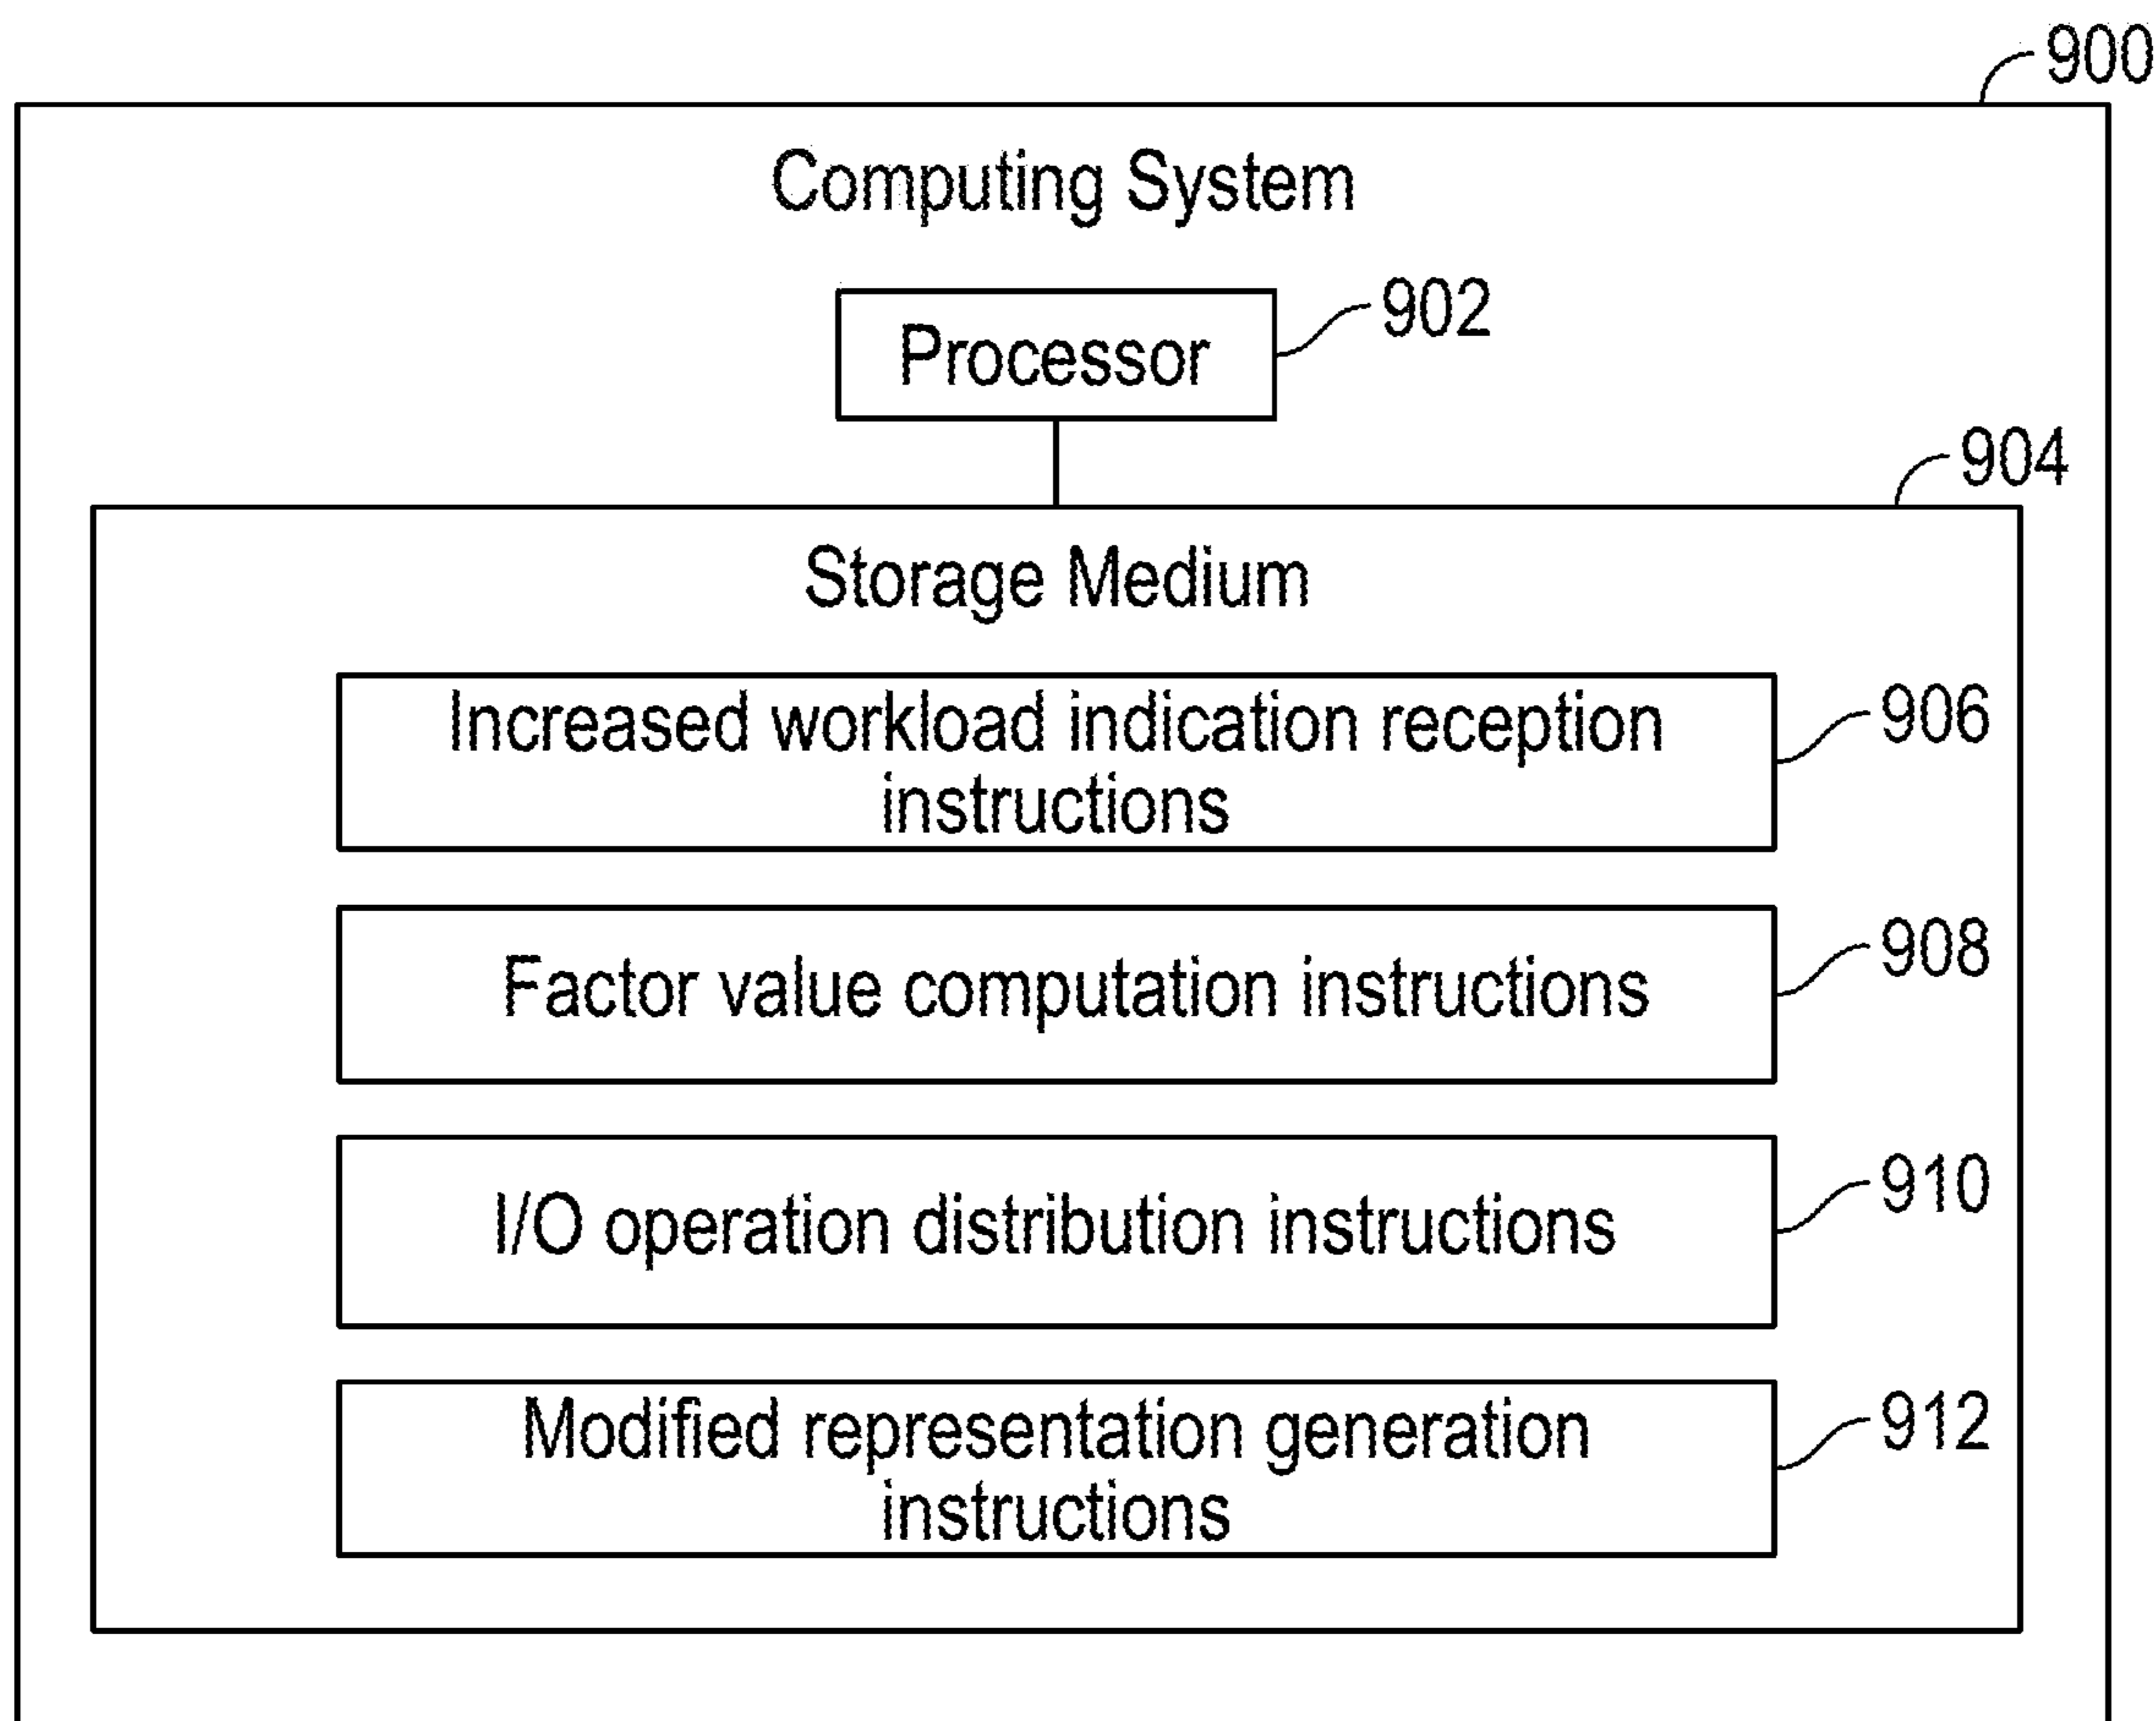 900
Computing System
Processor
902
904
Storage Medium
Increased workload indication reception
instructions
906
Factor value computation instructions
908
I/O operation distribution instructions
910
Modified representation generation
instructions
912